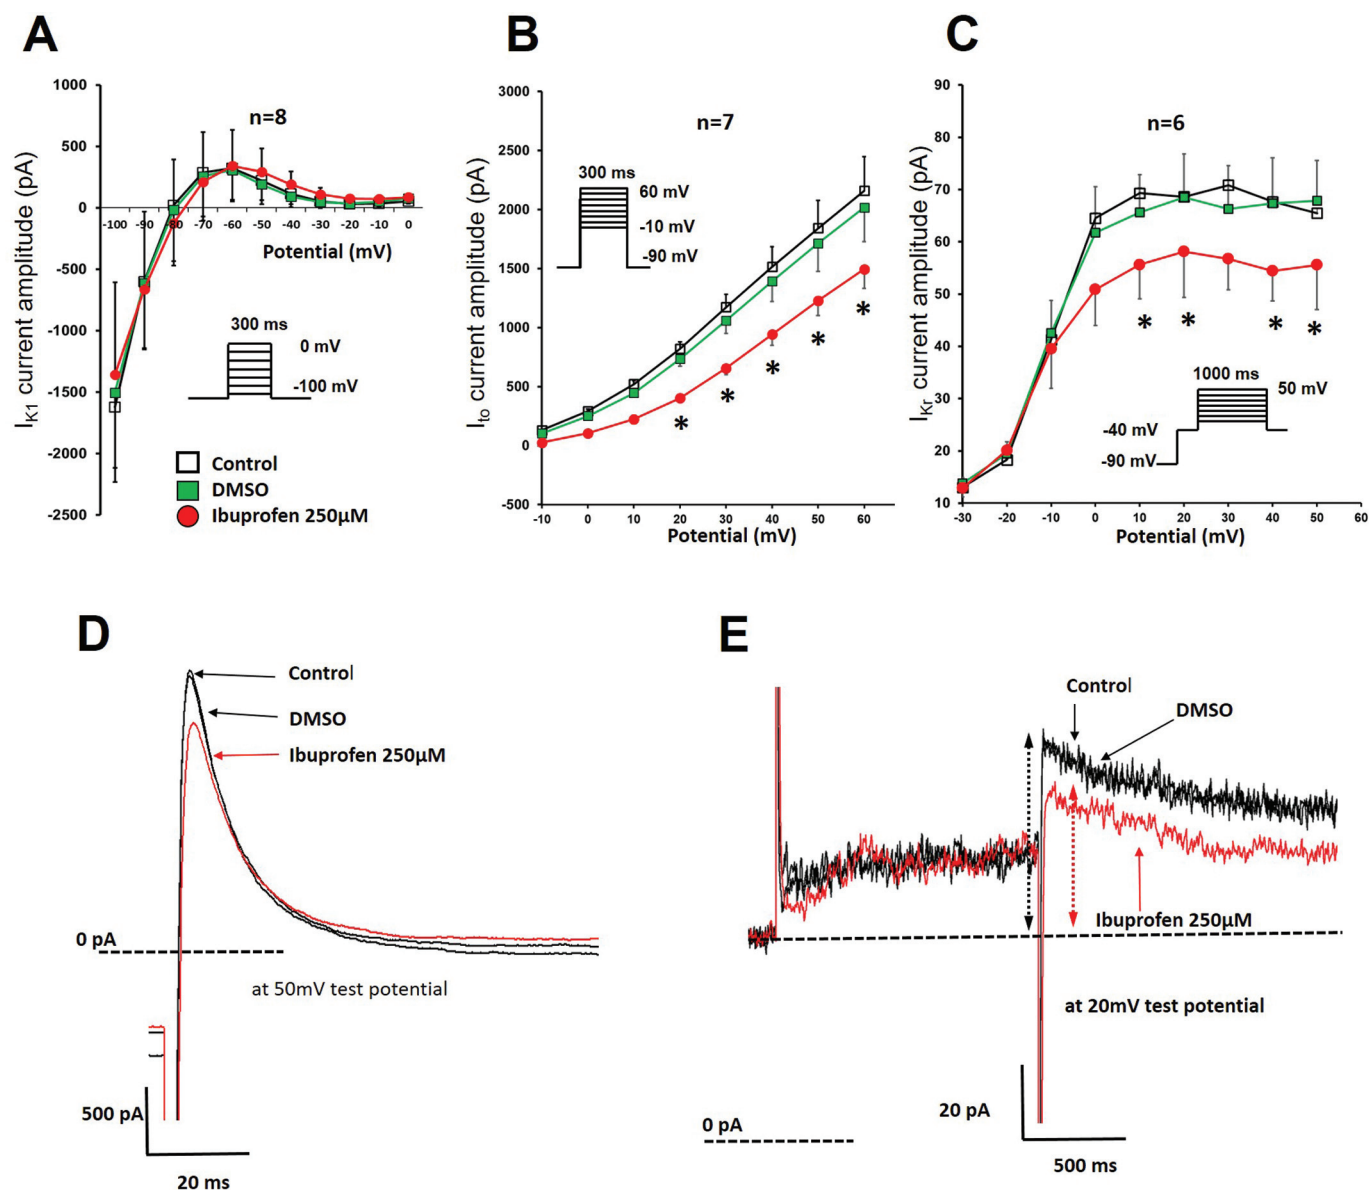 A
B
C
n=8
n=7
n=6
1000
500
0
-500
-1000
-1500
-2000
-2500
-100 -90 -80 -70 -60 -50 -40 -30 -20 -10 0
Potential (mV)
I_K1 current amplitude (pA)
300 ms
0 mV
-100 mV
Control
DMSO
Ibuprofen 250μM
3000
2500
2000
1500
1000
500
0
-500
-10 0 10 20 30 40 50 60
Potential (mV)
I_to current amplitude (pA)
300 ms
60 mV
-10 mV
-90 mV
* * * * *
90
80
70
60
50
40
30
20
10
-30 -20 -10 0 10 20 30 40 50 60
Potential (mV)
I_Kr current amplitude (pA)
* * * *
1000 ms
50 mV
-40 mV
-90 mV
D
Control
DMSO
Ibuprofen 250μM
0 pA
at 50mV test potential
500 pA
20 ms
E
Control
DMSO
Ibuprofen 250μM
at 20mV test potential
0 pA
20 pA
500 ms